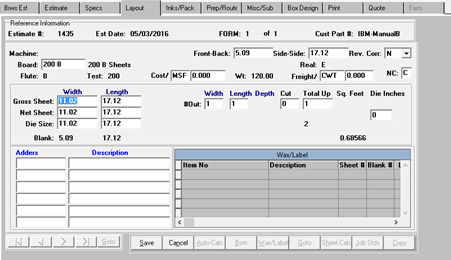 Bows Est Estimate Specs Layout Inks/Pack Prep/Route Misc/Sub Box Design Print Quote Farm
Reference Information
Estimate #: 1435 Est Date: 05/03/2016 FORM: 1 of 1 Cust Part #: IBM-ManualB
Machine: Front-Back: 5.09 Side-Side: 17.12 Rev. Corr: N
Board: 200 B 200 B Sheets Real: E
Flute: B Test: 200 Cost/ MSF 0.000 Wt: 120.00 Freight/ CWT 0.000 NC: C
Width Length Width Length Depth Cut Total Up Sq. Feet Die Inches
Gross Sheet: 11.02 17.12 #Out: 1 1 0 1 0
Net Sheet: 11.02 17.12
Die Size: 11.02 17.12 2
Blank: 5.09 17.12 0.60566
Adders Description Wax/Label
Item No Description Sheet # Blank #
Goto Save Cancel Auto-Calc Bom Wax/Label Goto Sheet Calc Job Stds Copy